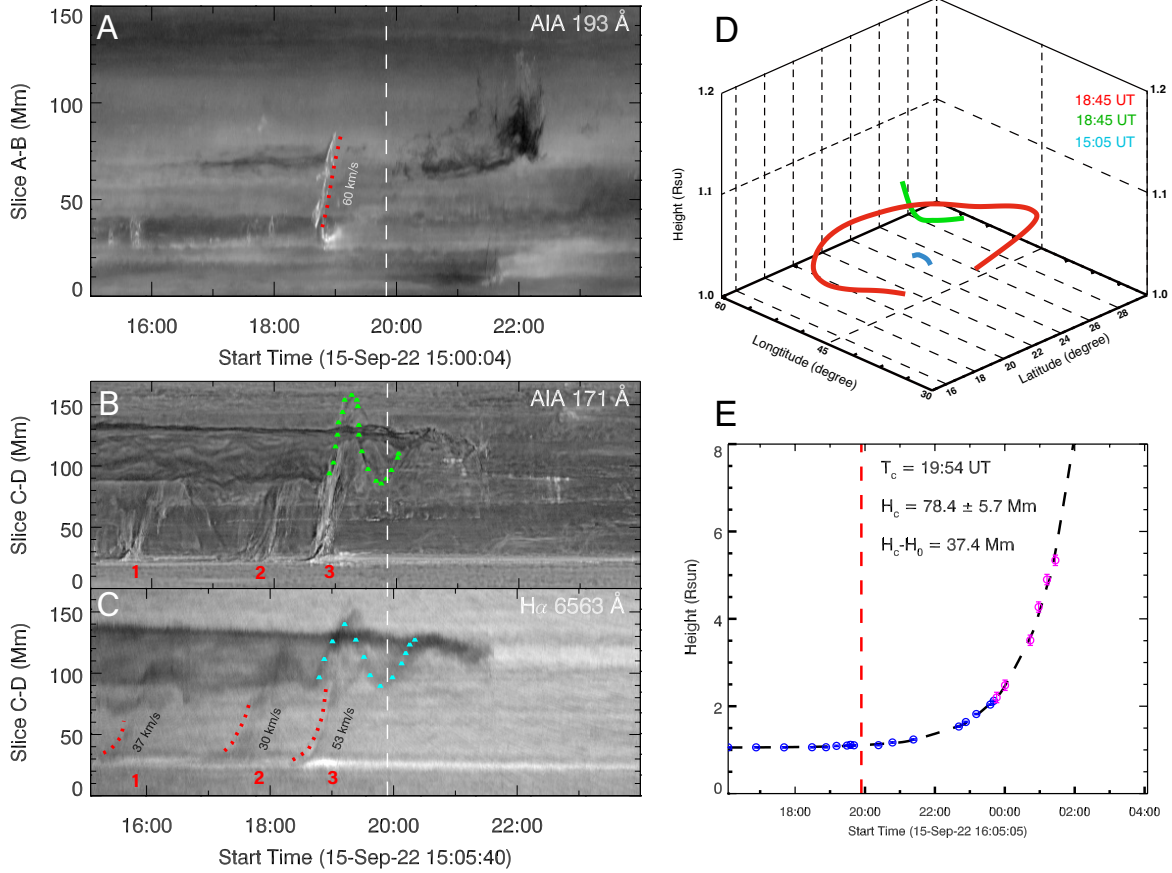 A
AIA 193 Å
150
100
50
0
Slice A-B (Mm)
60 km/s
16:00 18:00 20:00 22:00
Start Time (15-Sep-22 15:00:04)
B
AIA 171 Å
150
100
50
0
Slice C-D (Mm)
1 2 3
C
Hα 6563 Å
150
100
50
0
Slice C-D (Mm)
37 km/s
30 km/s
53 km/s
1 2 3
16:00 18:00 20:00 22:00
Start Time (15-Sep-22 15:05:40)
D
18:45 UT
18:45 UT
15:05 UT
1.2
1.1
1.0
Height (Rsu)
1.2
1.1
1.0
60
45
30
Longtitude (degree)
16 18 20 22 24 26 28
Latitude (degree)
E
Tc = 19:54 UT
Hc = 78.4 ± 5.7 Mm
Hc-H0 = 37.4 Mm
8
6
4
2
0
Height (Rsun)
18:00 20:00 22:00 00:00 02:00 04:00
Start Time (15-Sep-22 16:05:05)